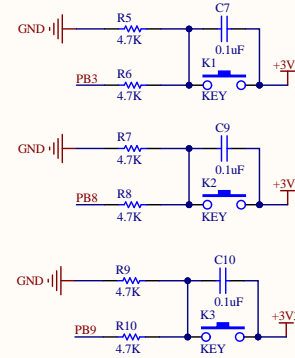 R5
C7
GND
4.7K
0.1uF
R6
K1
+3V
PB3
4.7K
KEY
R7
C9
GND
4.7K
0.1uF
R8
K2
+3V
PB8
4.7K
KEY
R9
C10
GND
4.7K
0.1uF
R10
K3
PB9
4.7K
KEY